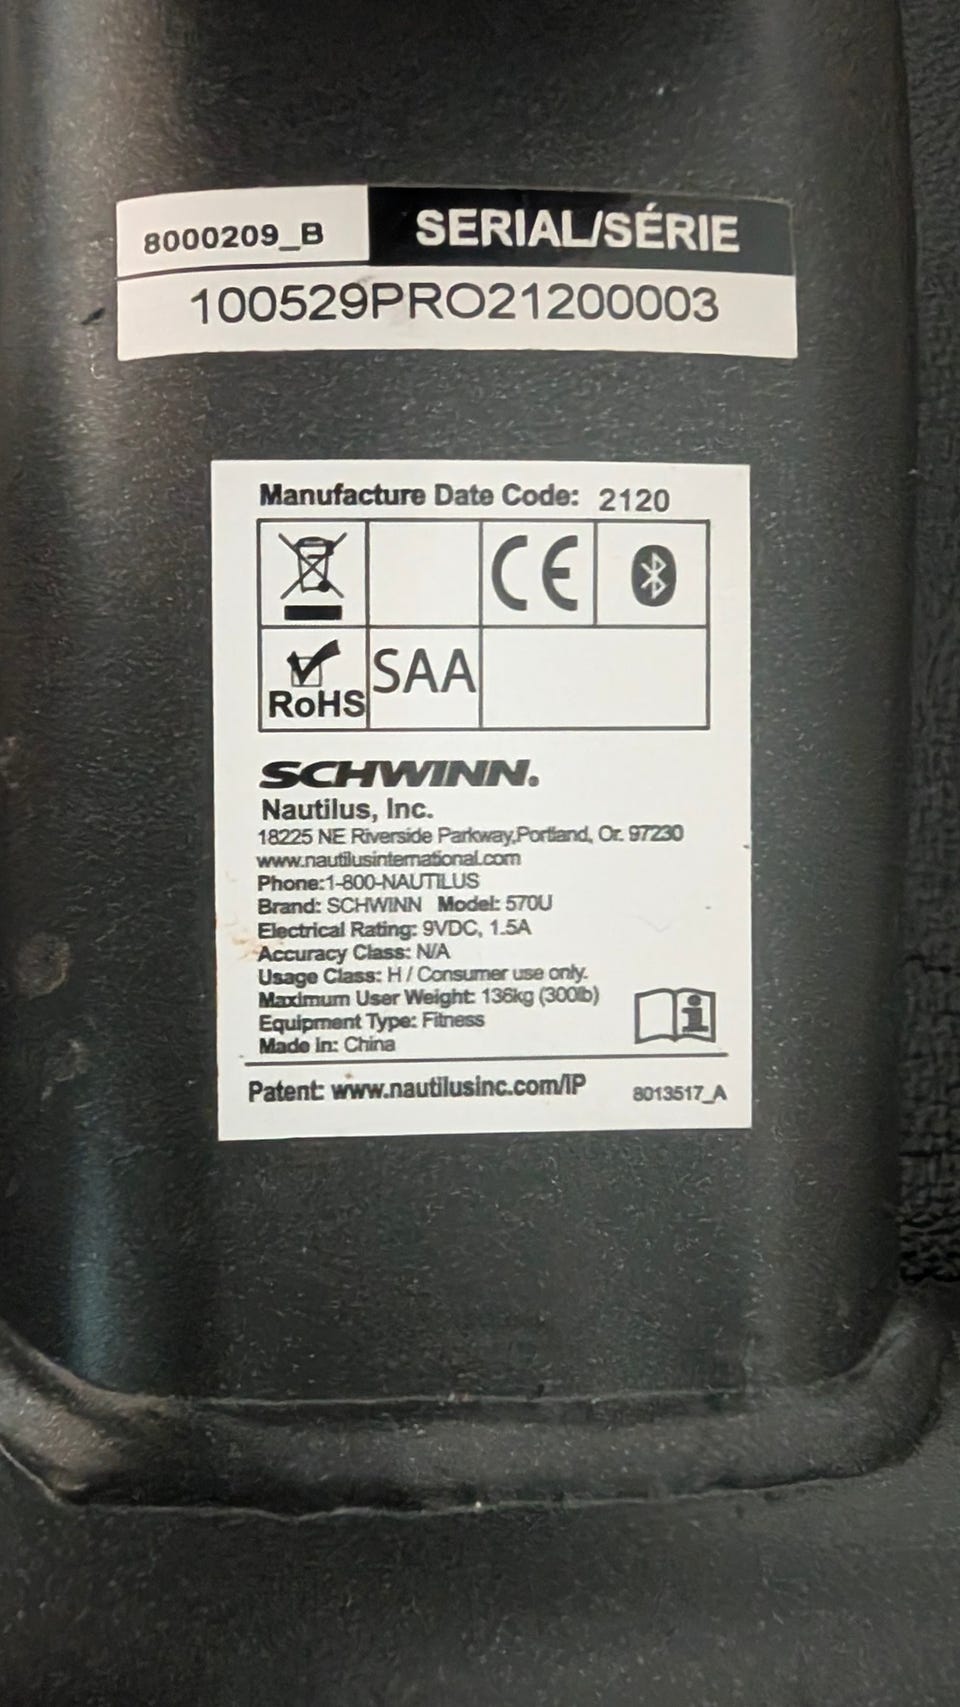 8000209_B SERIAL/SÉRIE
100529PRO21200003
Manufacture Date Code: 2120
CE
RoHS SAA
SCHWINN.
Nautilus, Inc.
18225 NE Riverside Parkway,Portland, Or. 97230
www.nautilusinternational.com
Phone:1-800-NAUTILUS
Brand: SCHWINN Model: 570U
Electrical Rating: 9VDC, 1.5A
Accuracy Class: N/A
Usage Class: H / Consumer use only.
Maximum User Weight: 136kg (300lb)
Equipment Type: Fitness
Made in: China
Patent: www.nautilusinc.com/IP 8013517_A